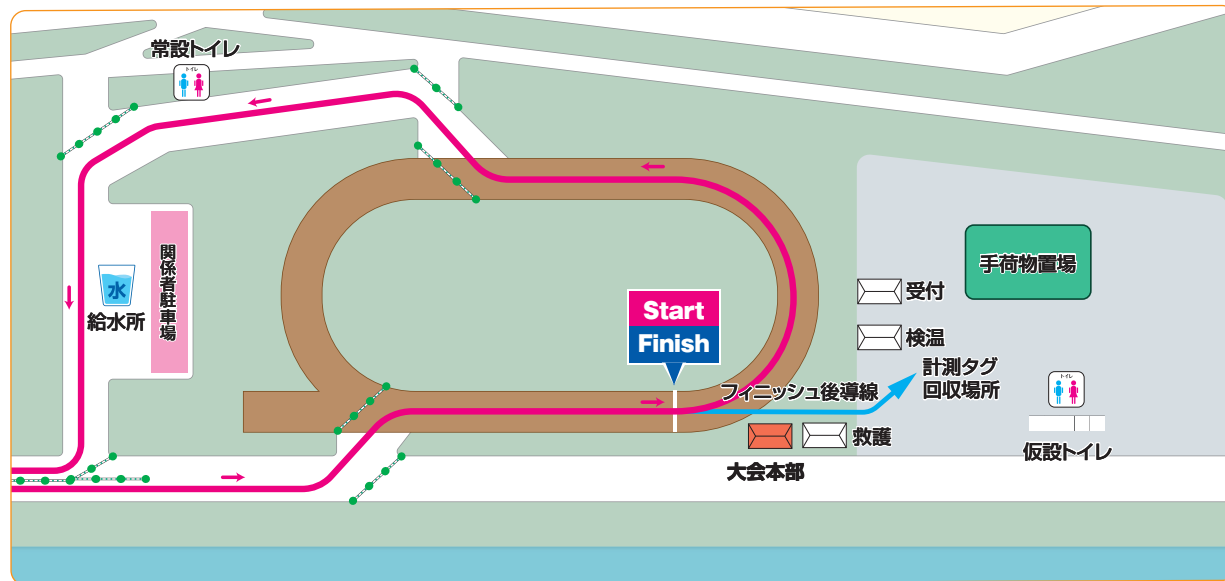 常設トイレ
トイレ
水
給水所
関係者駐車場
Start
Finish
手荷物置場
受付
検温
計測タグ
回収場所
フィニッシュ後導線
トイレ
仮設トイレ
救護
大会本部